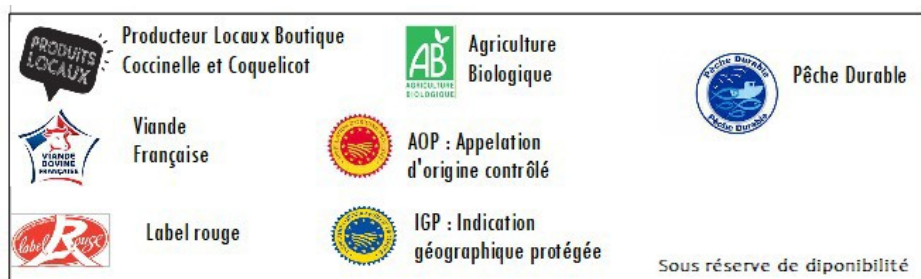 PRODUITS
LOCAUX
Producteur Locaux Boutique
Coccinelle et Coquelicot
AB
AGRICULTURE
BIOLOGIQUE
Agriculture
Biologique
Pêche Durable
Pêche Durable
Pêche Durable
VIANDE
BOVINE
FRANÇAISE
Viande
Française
AOP : Appelation
d'origine contrôlé
label Rouge
Label rouge
IGP : Indication
géographique protégée
Sous réserve de diponibilité